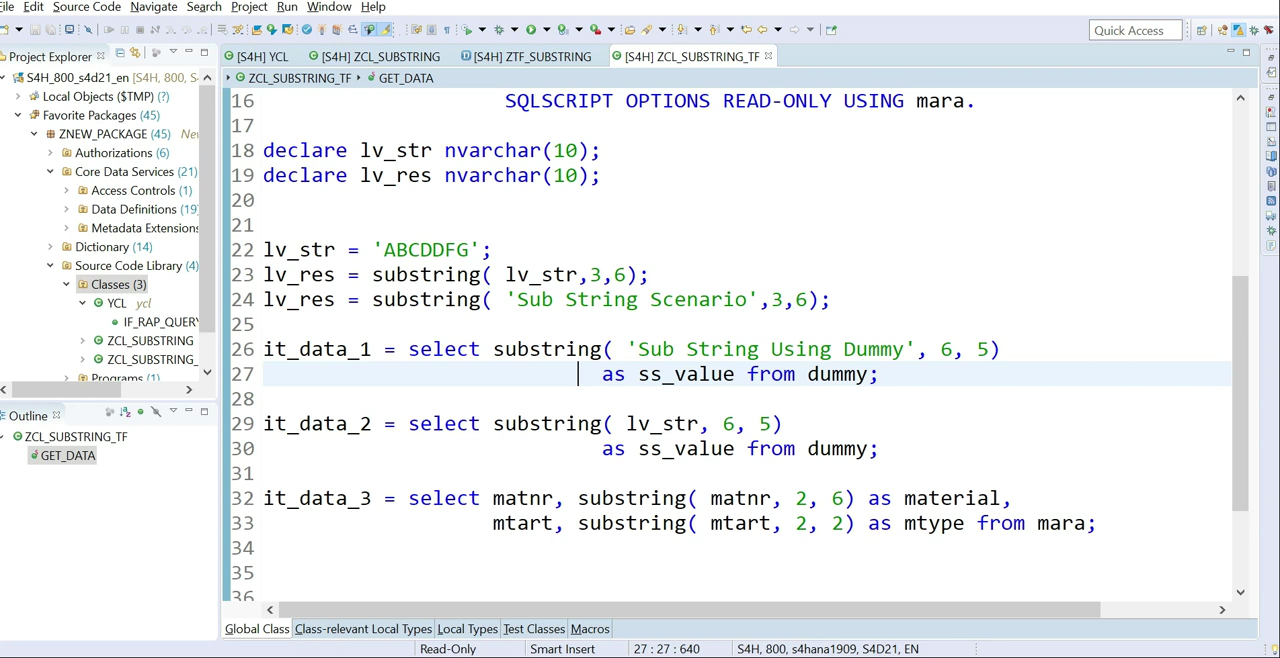 ile Edit Source Code Navigate Search Project Run Window Help
Quick Access
Project Explorer
S4H_800_s4d21_en [S4H, 800, S-
Local Objects ($TMP) (?)
Favorite Packages (45)
ZNEW_PACKAGE (45) Ne
Authorizations (6)
Core Data Services (21)
Access Controls (1)
Data Definitions (19)
Metadata Extensions
Dictionary (14)
Source Code Library (4)
Classes (3)
YCL ycl
IF_RAP_QUERY
ZCL_SUBSTRING
ZCL_SUBSTRING_
Programs (1)
Outline
ZCL_SUBSTRING_TF
GET_DATA
[S4H] YCL [S4H] ZCL_SUBSTRING [S4H] ZTF_SUBSTRING [S4H] ZCL_SUBSTRING_TF
ZCL_SUBSTRING_TF GET_DATA
16 SQLSCRIPT OPTIONS READ-ONLY USING mara.
17
18 declare lv_str nvarchar(10);
19 declare lv_res nvarchar(10);
20
21
22 lv_str = 'ABCDDFG';
23 lv_res = substring( lv_str,3,6);
24 lv_res = substring( 'Sub String Scenario',3,6);
25
26 it_data_1 = select substring( 'Sub String Using Dummy', 6, 5)
27 as ss_value from dummy;
28
29 it_data_2 = select substring( lv_str, 6, 5)
30 as ss_value from dummy;
31
32 it_data_3 = select matnr, substring( matnr, 2, 6) as material,
33 mtart, substring( mtart, 2, 2) as mtype from mara;
34
35
36
Global Class Class-relevant Local Types Local Types Test Classes Macros
Read-Only Smart Insert 27 : 27 : 640 S4H, 800, s4hana1909, S4D21, EN